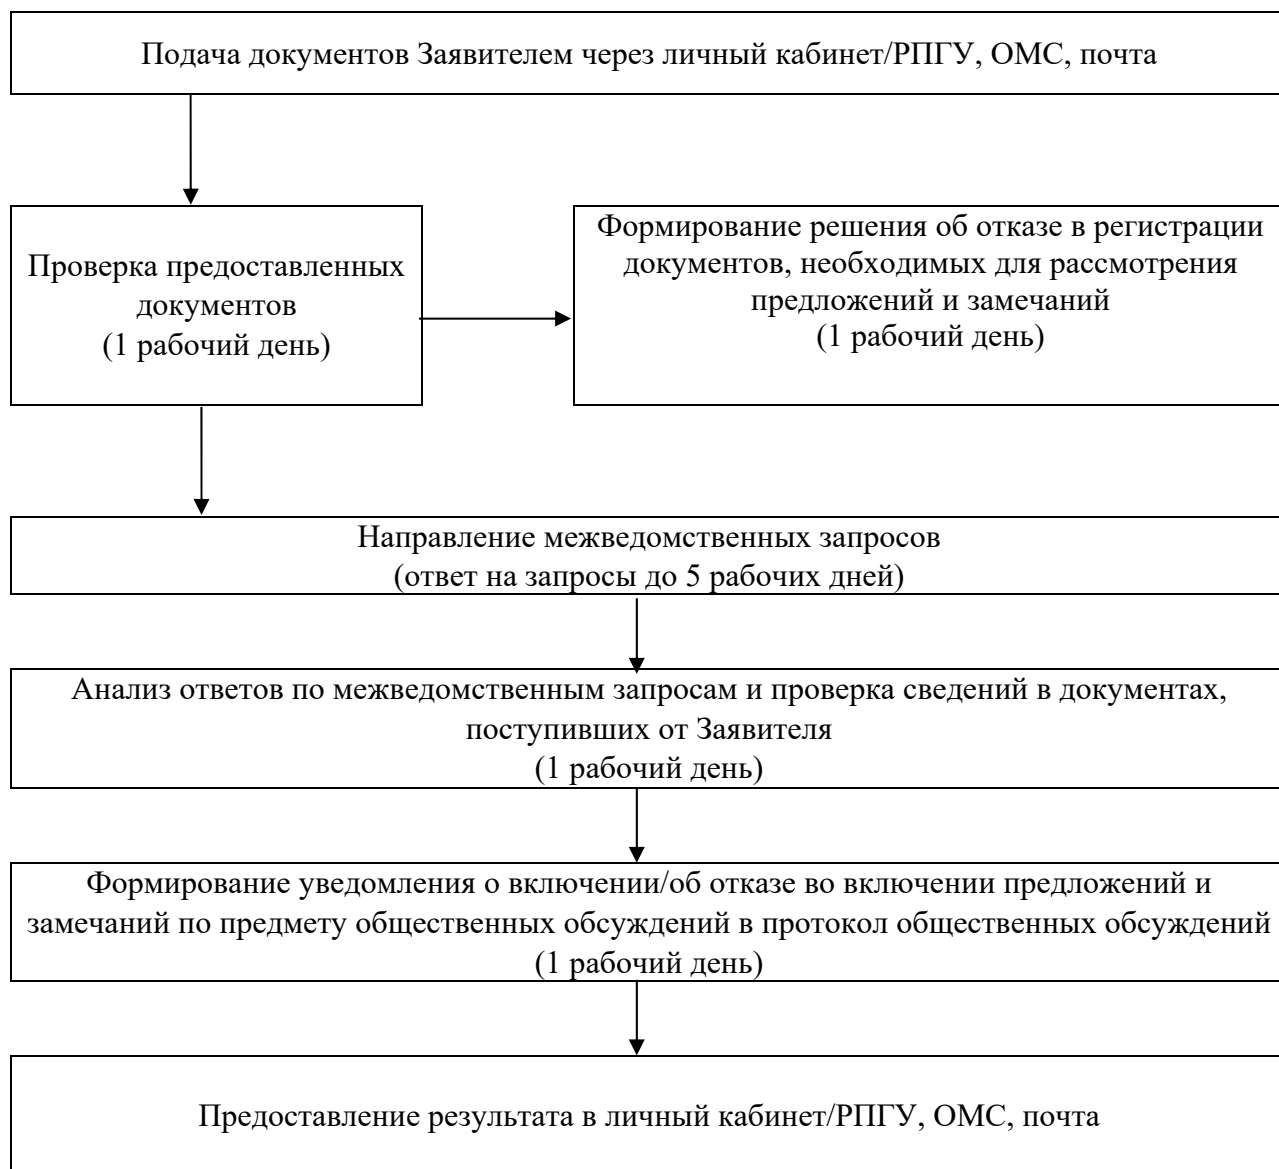 Подача документов Заявителем через личный кабинет/РПГУ, ОМС, почта
Проверка предоставленных
документов
(1 рабочий день)
Формирование решения об отказе в регистрации
документов, необходимых для рассмотрения
предложений и замечаний
(1 рабочий день)
Направление межведомственных запросов
(ответ на запросы до 5 рабочих дней)
Анализ ответов по межведомственным запросам и проверка сведений в документах,
поступивших от Заявителя
(1 рабочий день)
Формирование уведомления о включении/об отказе во включении предложений и
замечаний по предмету общественных обсуждений в протокол общественных обсуждений
(1 рабочий день)
Предоставление результата в личный кабинет/РПГУ, ОМС, почта